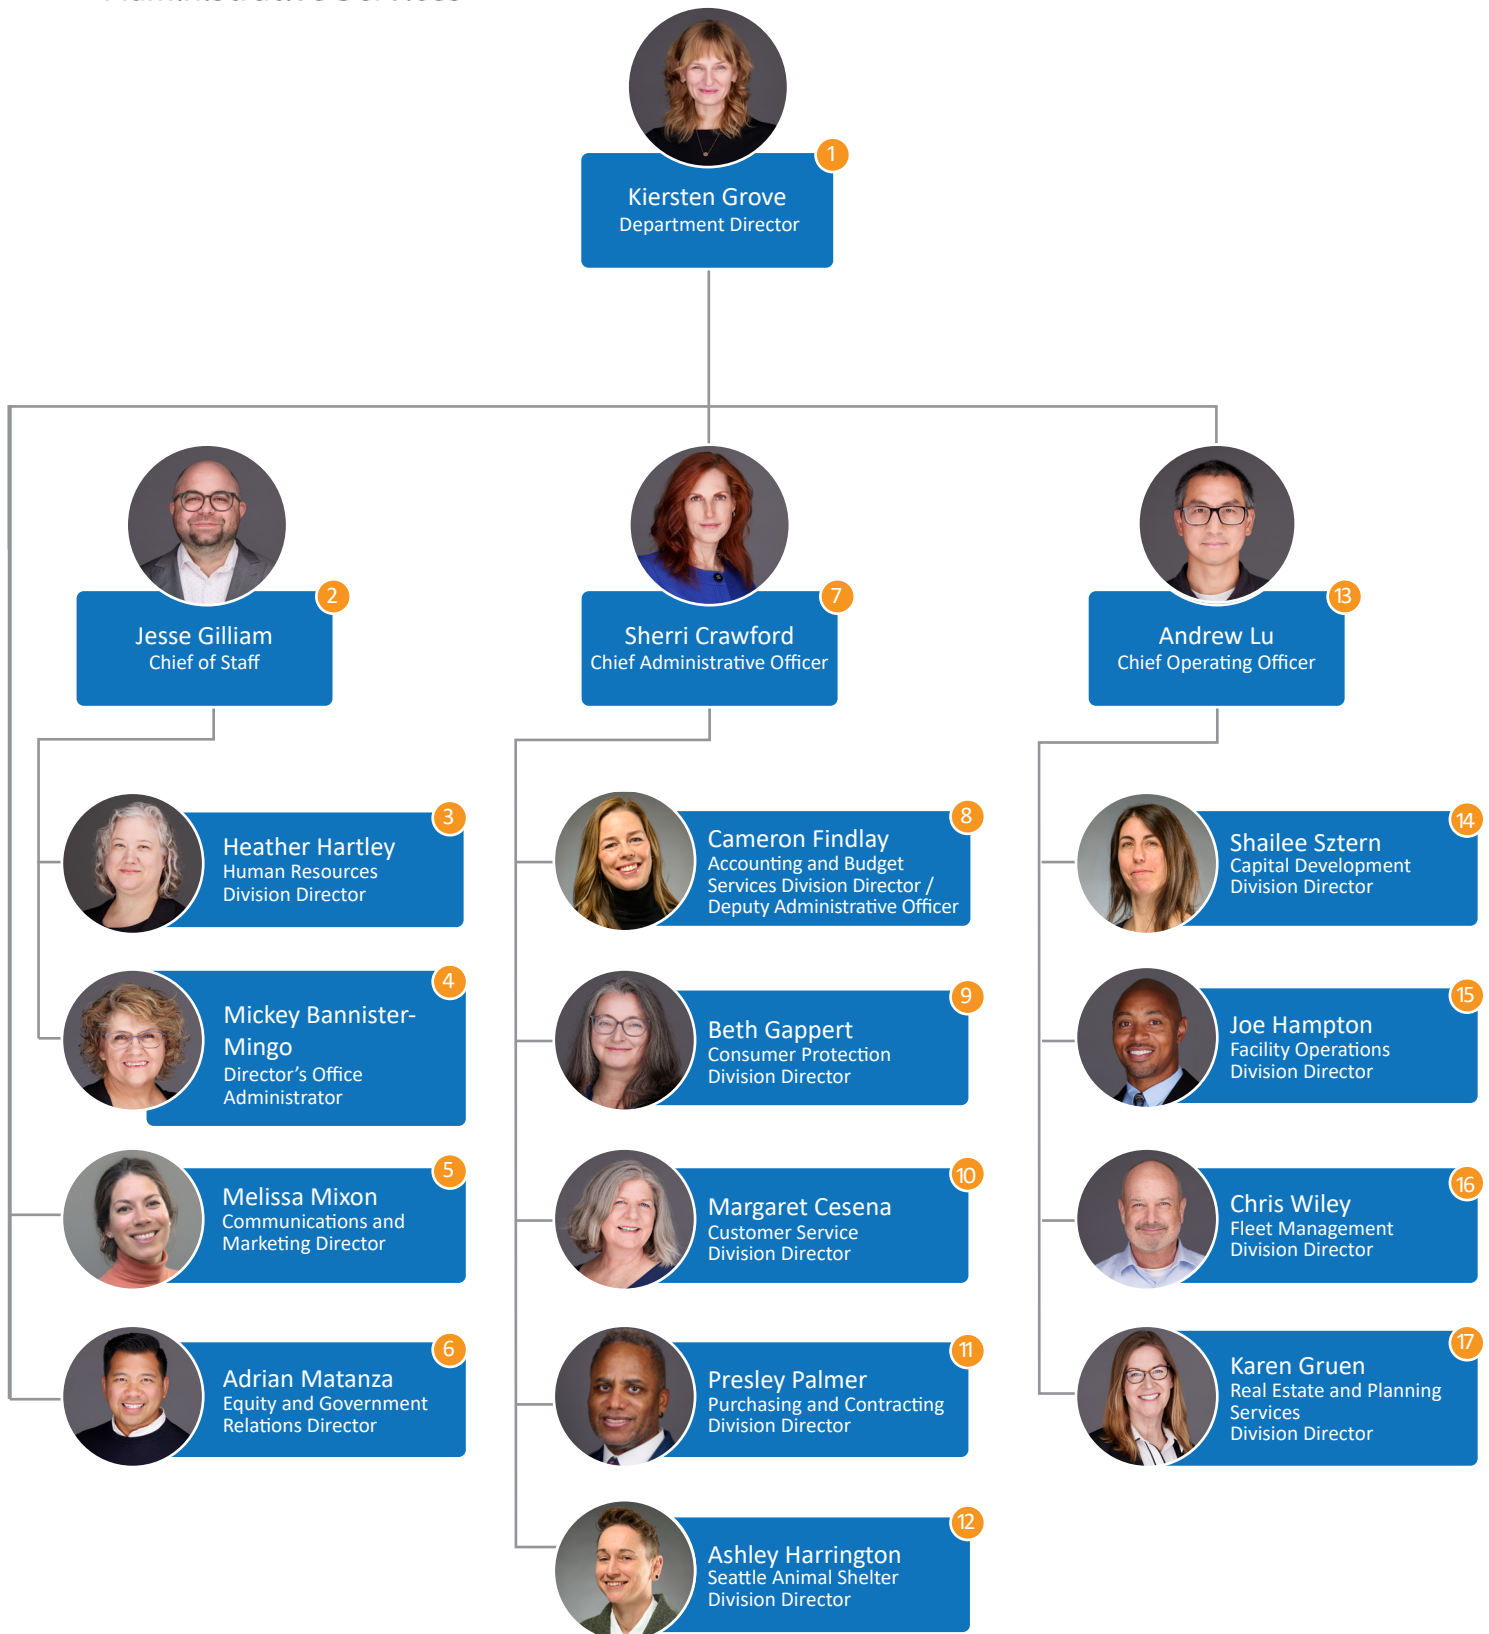 1
Kiersten Grove
Department Director
2
Jesse Gilliam
Chief of Staff
7
Sherri Crawford
Chief Administrative Officer
13
Andrew Lu
Chief Operating Officer
3
Heather Hartley
Human Resources
Division Director
4
Mickey Bannister-
Mingo
Director’s Office
Administrator
5
Melissa Mixon
Communications and
Marketing Director
6
Adrian Matanza
Equity and Government
Relations Director
8
Cameron Findlay
Accounting and Budget
Services Division Director /
Deputy Administrative Officer
9
Beth Gappert
Consumer Protection
Division Director
10
Margaret Cesena
Customer Service
Division Director
11
Presley Palmer
Purchasing and Contracting
Division Director
12
Ashley Harrington
Seattle Animal Shelter
Division Director
14
Shailee Sztern
Capital Development
Division Director
15
Joe Hampton
Facility Operations
Division Director
16
Chris Wiley
Fleet Management
Division Director
17
Karen Gruen
Real Estate and Planning
Services
Division Director